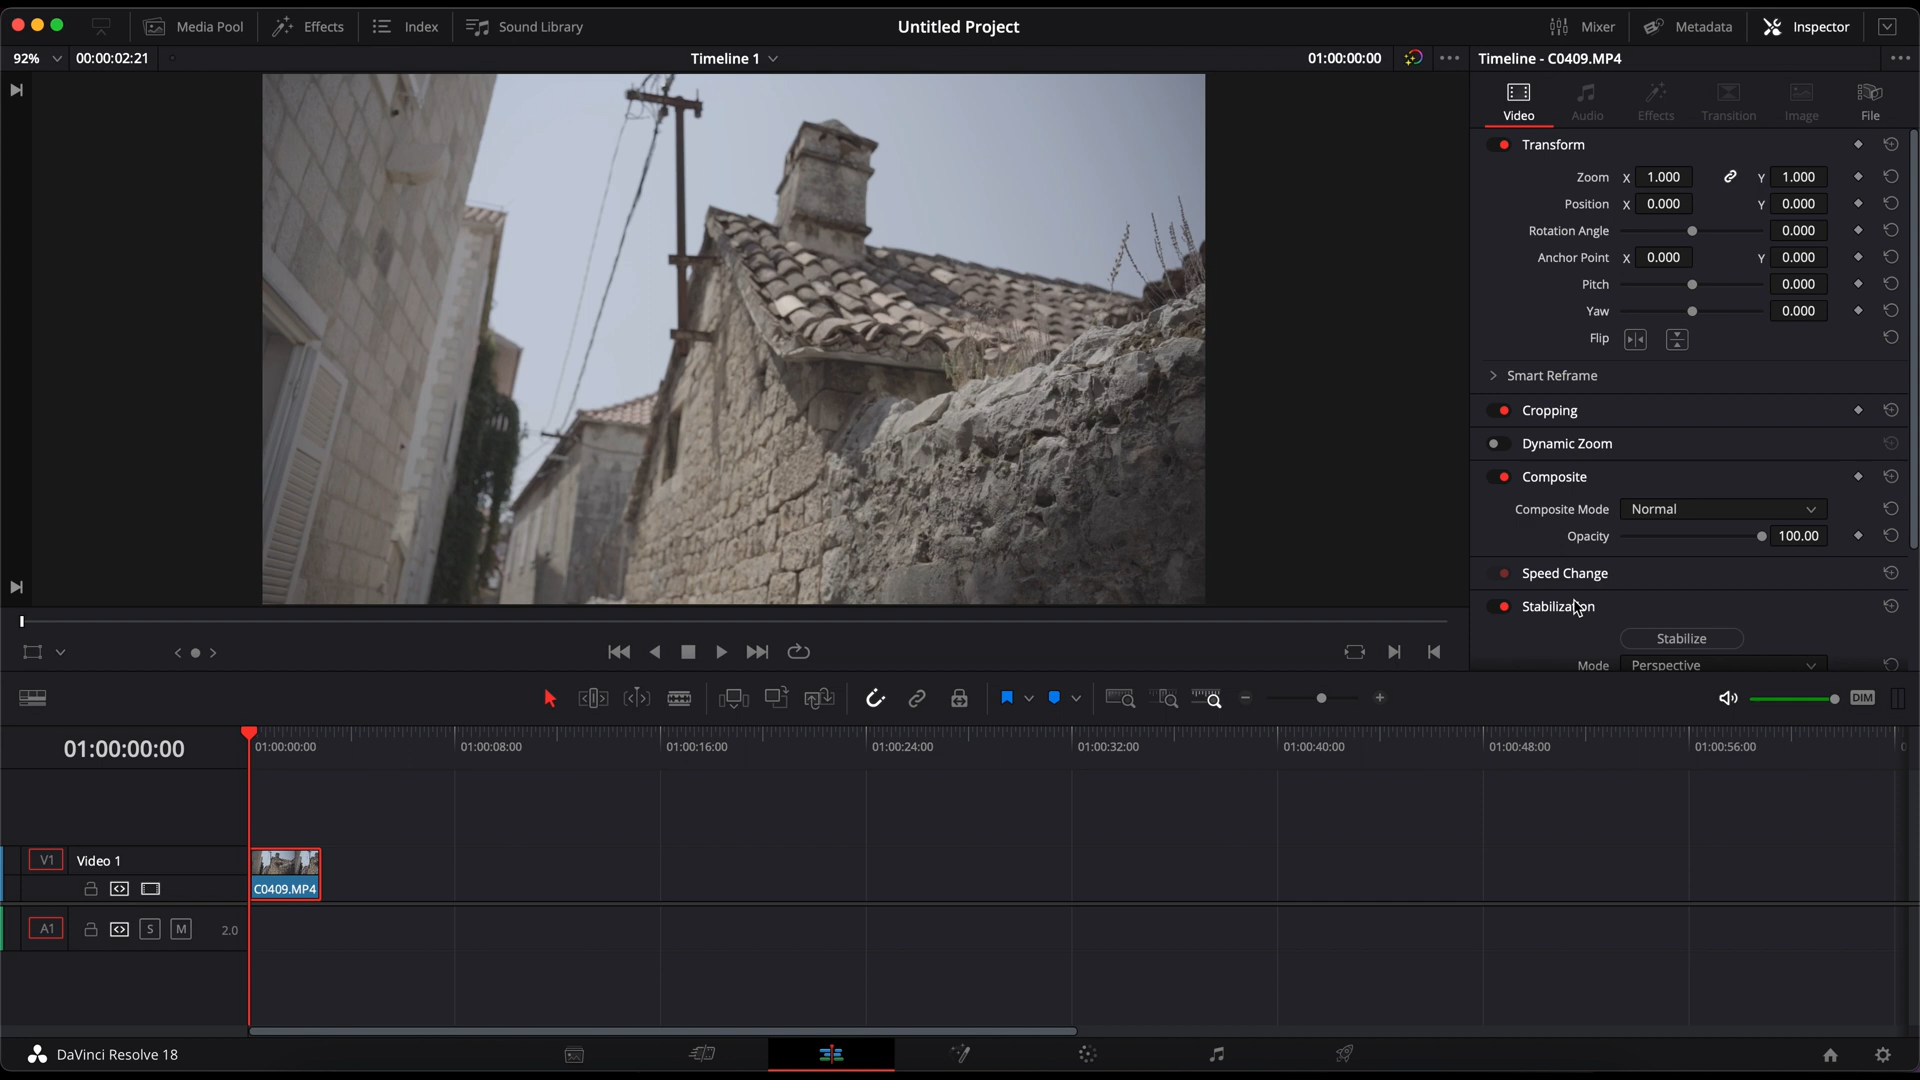 Media Pool Effects Index Sound Library Untitled Project Mixer Metadata Inspector
92% 00:00:02:21 Timeline 1 01:00:00:00 Timeline - C0409.MP4
Video Audio Effects Transition Image File
Transform
Zoom X 1.000 Y 1.000
Position X 0.000 Y 0.000
Rotation Angle 0.000
Anchor Point X 0.000 Y 0.000
Pitch 0.000
Yaw 0.000
Flip
Smart Reframe
Cropping
Dynamic Zoom
Composite
Composite Mode Normal
Opacity 100.00
Speed Change
Stabilization
Stabilize
Mode Perspective
DIM
01:00:00:00 01:00:00:00 01:00:08:00 01:00:16:00 01:00:24:00 01:00:32:00 01:00:40:00 01:00:48:00 01:00:56:00
V1 Video 1
C0409.MP4
A1 S M 2.0
DaVinci Resolve 18